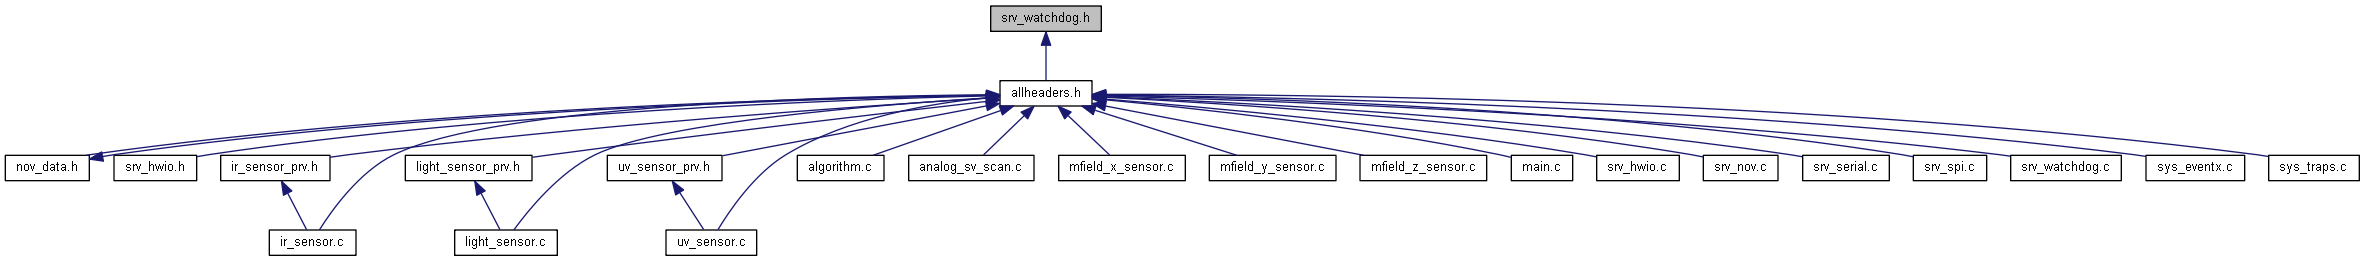 srv_watchdog.h
allheaders.h
nov_data.h
srv_hwio.h
ir_sensor_prv.h
light_sensor_prv.h
uv_sensor_prv.h
algorithm.c
analog_sv_scan.c
mfield_x_sensor.c
mfield_y_sensor.c
mfield_z_sensor.c
main.c
srv_hwio.c
srv_nov.c
srv_serial.c
srv_spi.c
srv_watchdog.c
sys_eventx.c
sys_traps.c
ir_sensor.c
light_sensor.c
uv_sensor.c